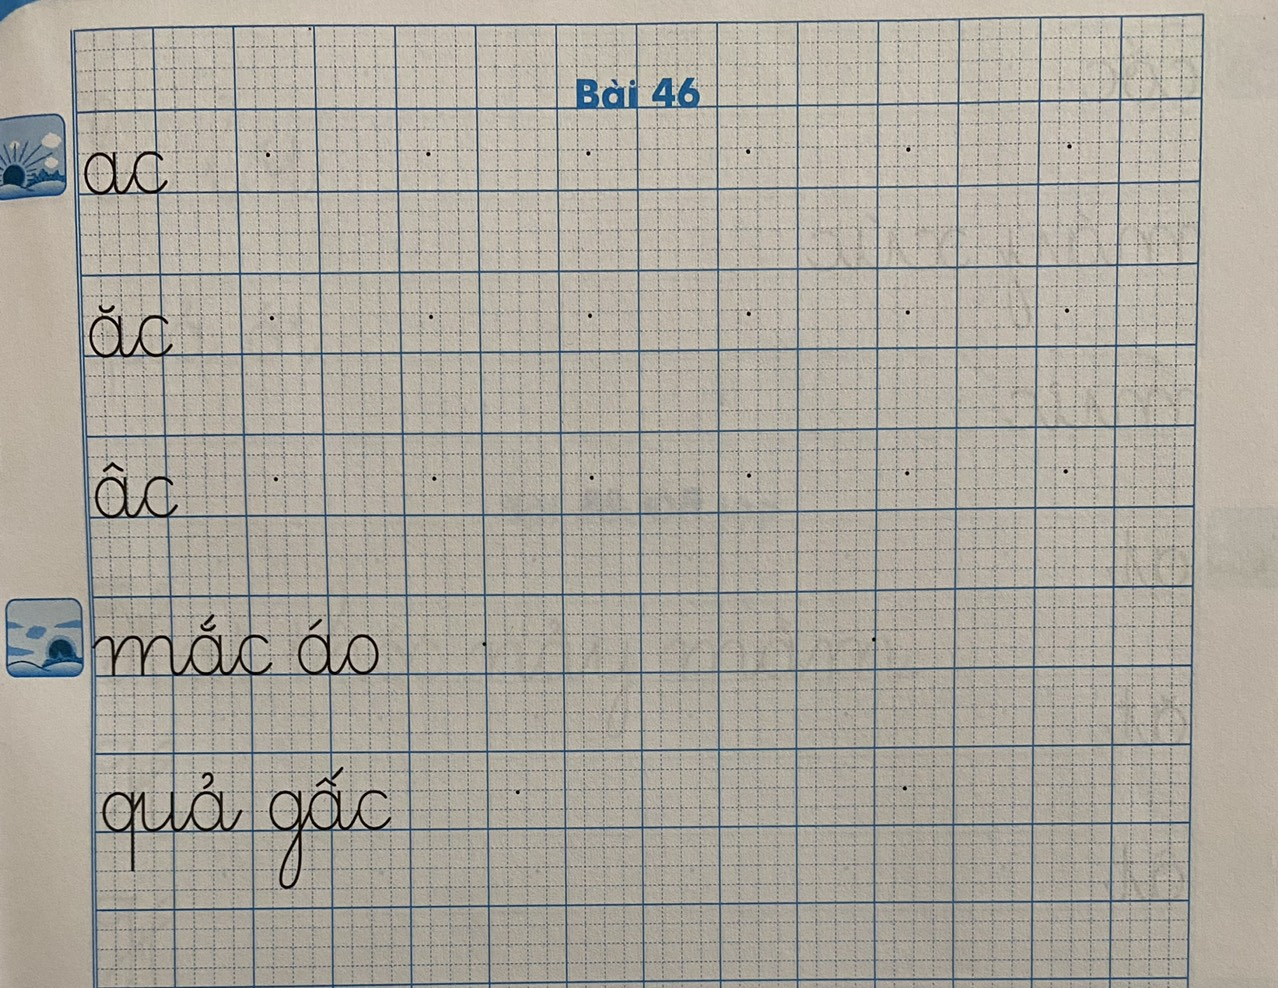 Bài 46
ac
ăc
âc
mắc áo
quả gấc